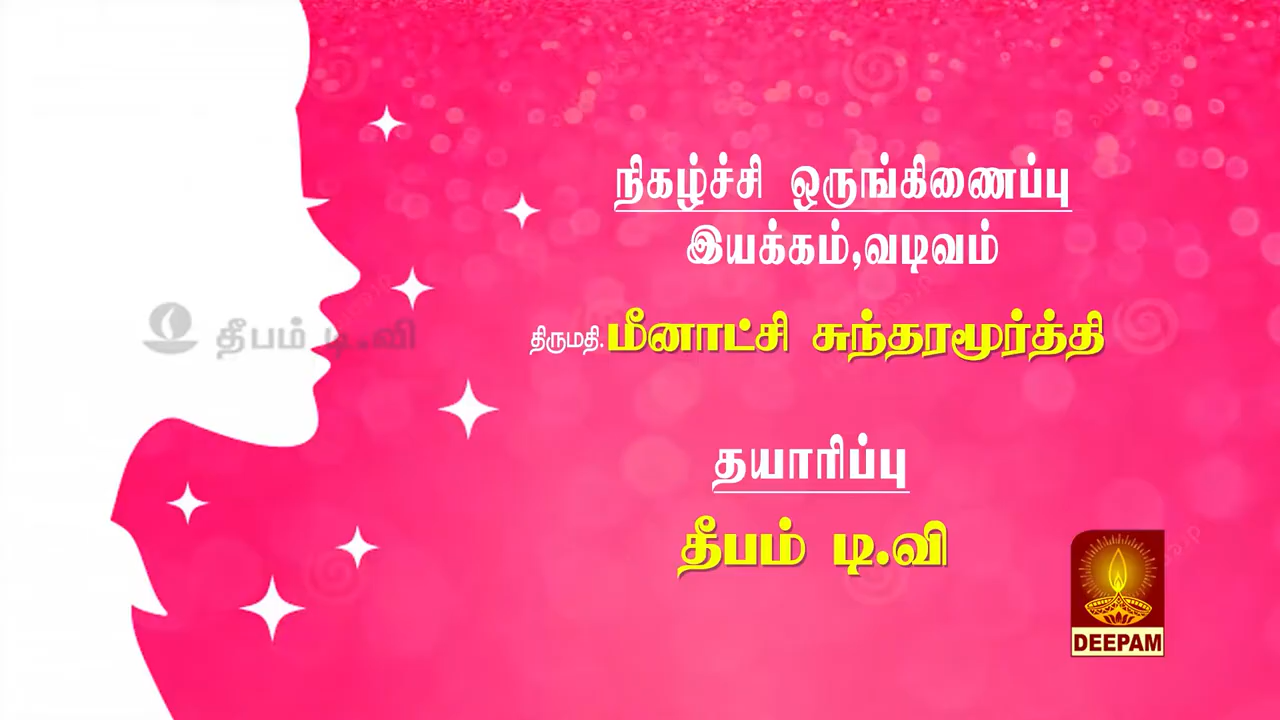 நிகழ்ச்சி ஒருங்கிணைப்பு
இயக்கம்,வடிவம்
திருமதி.மீனாட்சி சுந்தரமூர்த்தி
தீபம் டி.வி
தயாரிப்பு
தீபம் டி.வி
DEEPAM